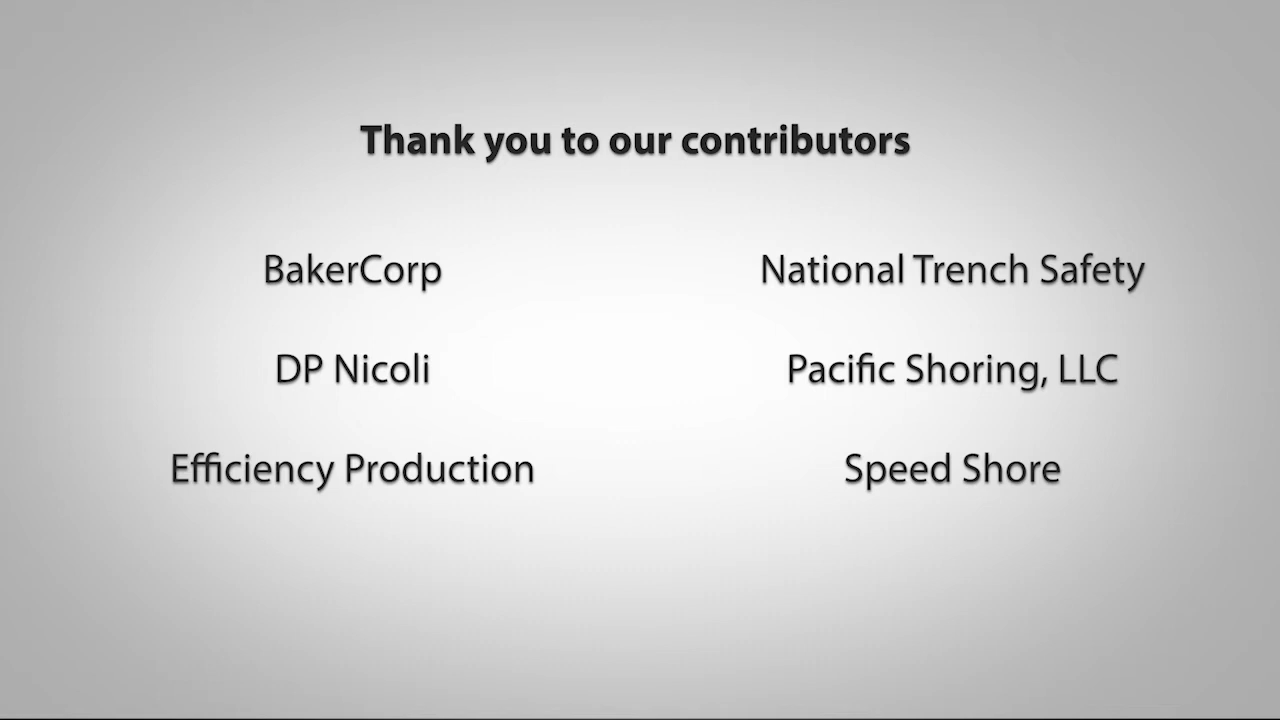 Thank you to our contributors
BakerCorp
National Trench Safety
DP Nicoli
Pacific Shoring, LLC
Efficiency Production
Speed Shore